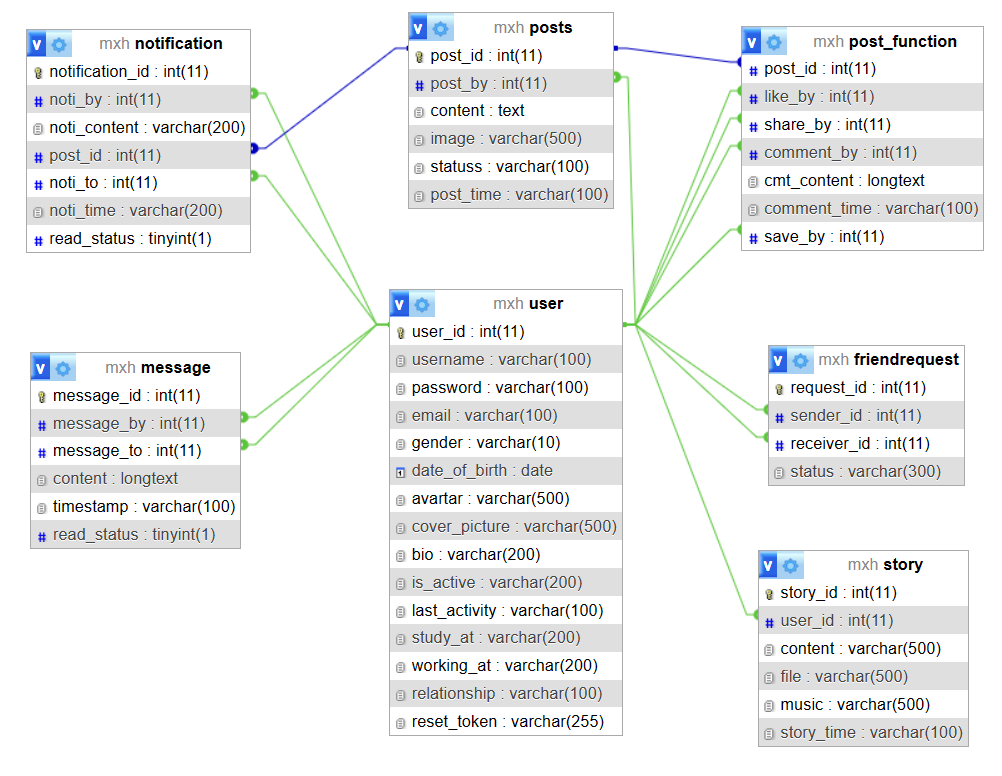 v mxh notification
notification_id : int(11)
# noti_by : int(11)
noti_content : varchar(200)
# post_id : int(11)
# noti_to : int(11)
noti_time : varchar(200)
# read_status : tinyint(1)
v mxh posts
post_id : int(11)
# post_by : int(11)
content : text
image : varchar(500)
statuss : varchar(100)
post_time : varchar(100)
v mxh post_function
# post_id : int(11)
# like_by : int(11)
# share_by : int(11)
# comment_by : int(11)
cmt_content : longtext
comment_time : varchar(100)
# save_by : int(11)
v mxh message
message_id : int(11)
# message_by : int(11)
# message_to : int(11)
content : longtext
timestamp : varchar(100)
# read_status : tinyint(1)
v mxh user
user_id : int(11)
username : varchar(100)
password : varchar(100)
email : varchar(100)
gender : varchar(10)
date_of_birth : date
avartar : varchar(500)
cover_picture : varchar(500)
bio : varchar(200)
is_active : varchar(200)
last_activity : varchar(100)
study_at : varchar(200)
working_at : varchar(200)
relationship : varchar(100)
reset_token : varchar(255)
v mxh friendrequest
request_id : int(11)
# sender_id : int(11)
# receiver_id : int(11)
status : varchar(300)
v mxh story
story_id : int(11)
# user_id : int(11)
content : varchar(500)
file : varchar(500)
music : varchar(500)
story_time : varchar(100)